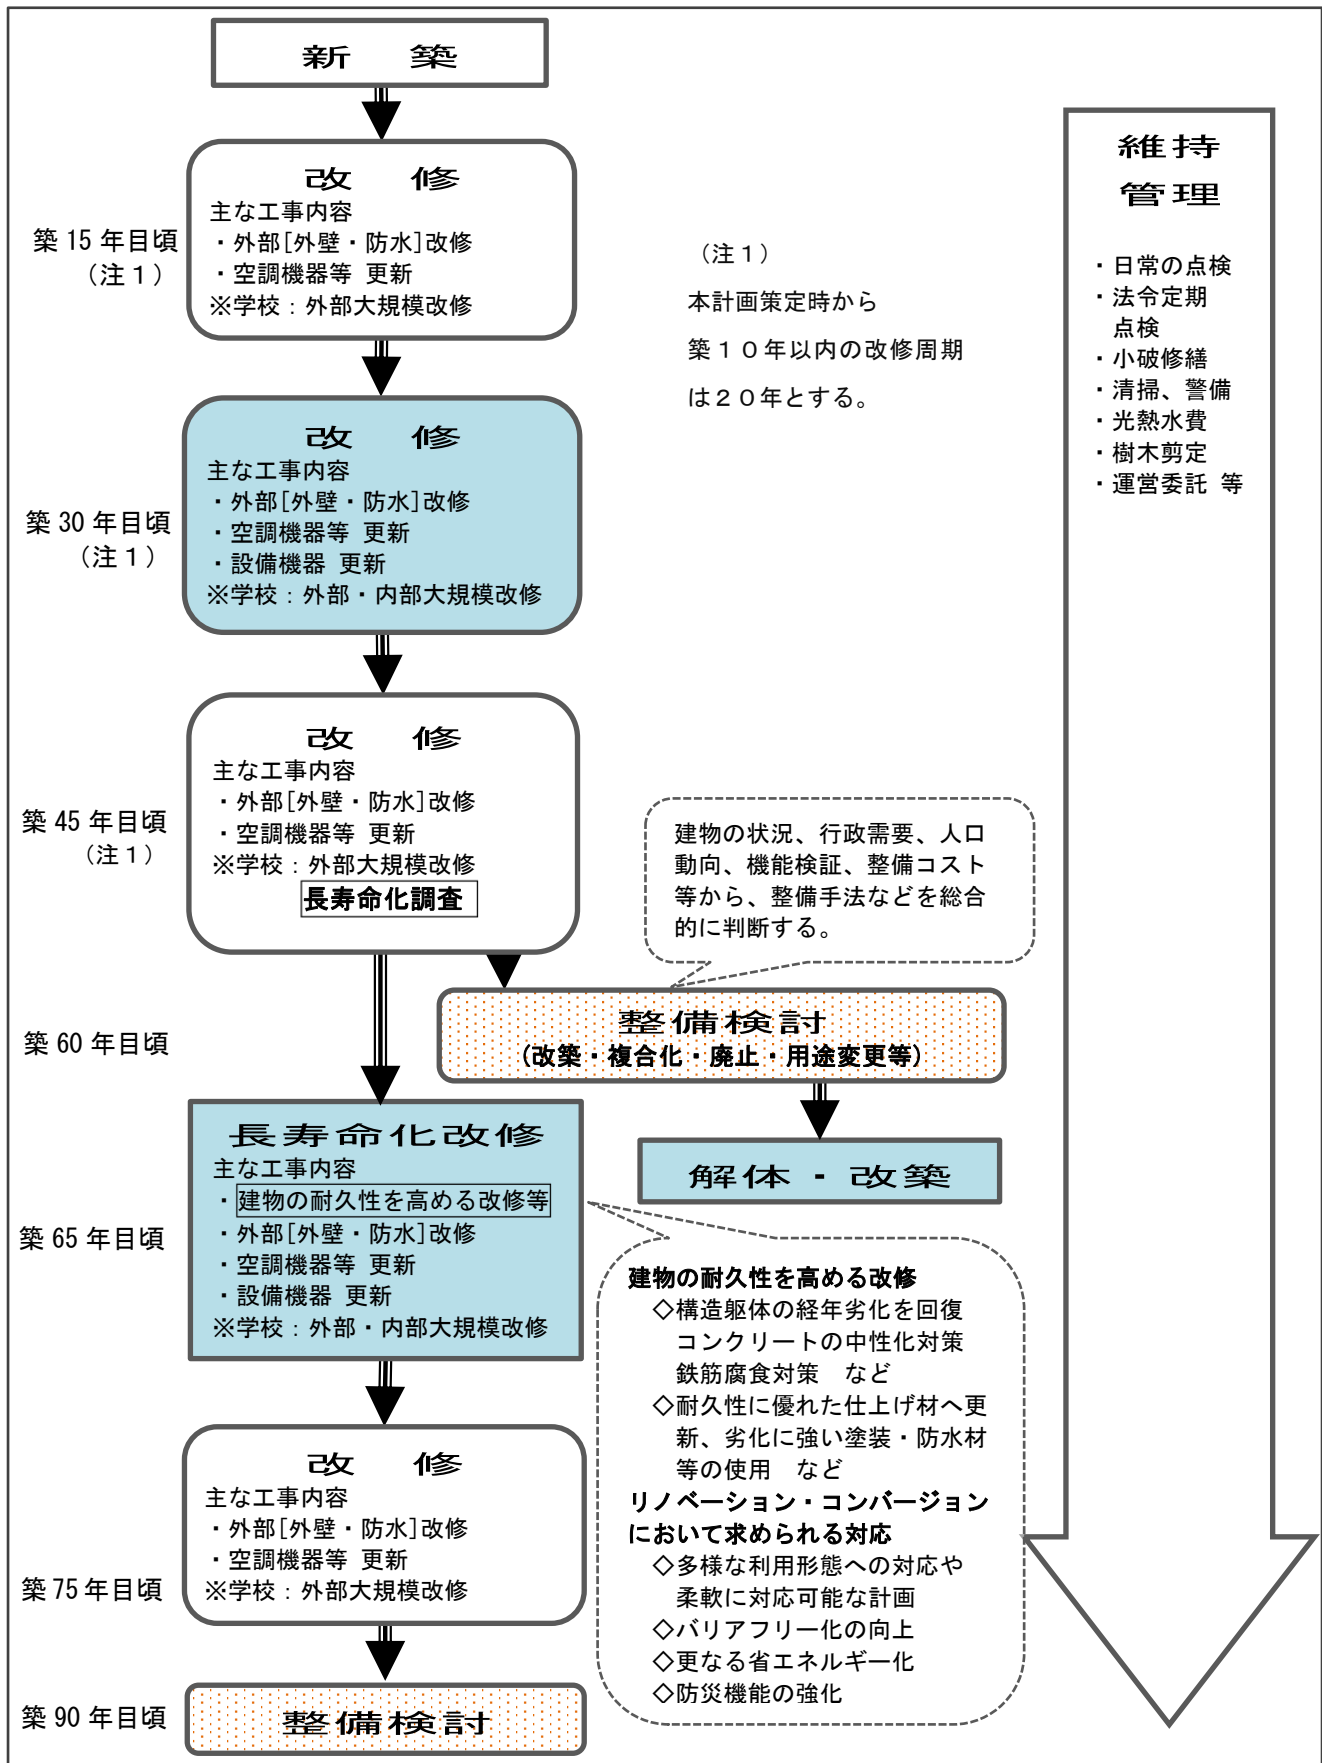 新　築
改　修
主な工事内容
・外部[外壁・防水]改修
・空調機器等 更新
※学校：外部大規模改修
築 15 年目頃
（注１）
（注１）
本計画策定時から
築１０年以内の改修周期
は２０年とする。
維持
管理
・日常の点検
・法令定期
点検
・小破修繕
・清掃、警備
・光熱水費
・樹木剪定
・運営委託 等
改　修
主な工事内容
・外部[外壁・防水]改修
・空調機器等 更新
・設備機器 更新
※学校：外部・内部大規模改修
築 30 年目頃
（注１）
改　修
主な工事内容
・外部[外壁・防水]改修
・空調機器等 更新
※学校：外部大規模改修
長寿命化調査
築 45 年目頃
（注１）
建物の状況、行政需要、人口
動向、機能検証、整備コスト
等から、整備手法などを総合
的に判断する。
築 60 年目頃
整備検討
（改築・複合化・廃止・用途変更等）
解体・改築
長寿命化改修
主な工事内容
・建物の耐久性を高める改修等
・外部[外壁・防水]改修
・空調機器等 更新
・設備機器 更新
※学校：外部・内部大規模改修
築 65 年目頃
建物の耐久性を高める改修
◇構造躯体の経年劣化を回復
コンクリートの中性化対策
鉄筋腐食対策　など
◇耐久性に優れた仕上げ材へ更
新、劣化に強い塗装・防水材
等の使用　など
リノベーション・コンバージョン
において求められる対応
◇多様な利用形態への対応や
柔軟に対応可能な計画
◇バリアフリー化の向上
◇更なる省エネルギー化
◇防災機能の強化
改　修
主な工事内容
・外部[外壁・防水]改修
・空調機器等 更新
※学校：外部大規模改修
築 75 年目頃
築 90 年目頃
整備検討